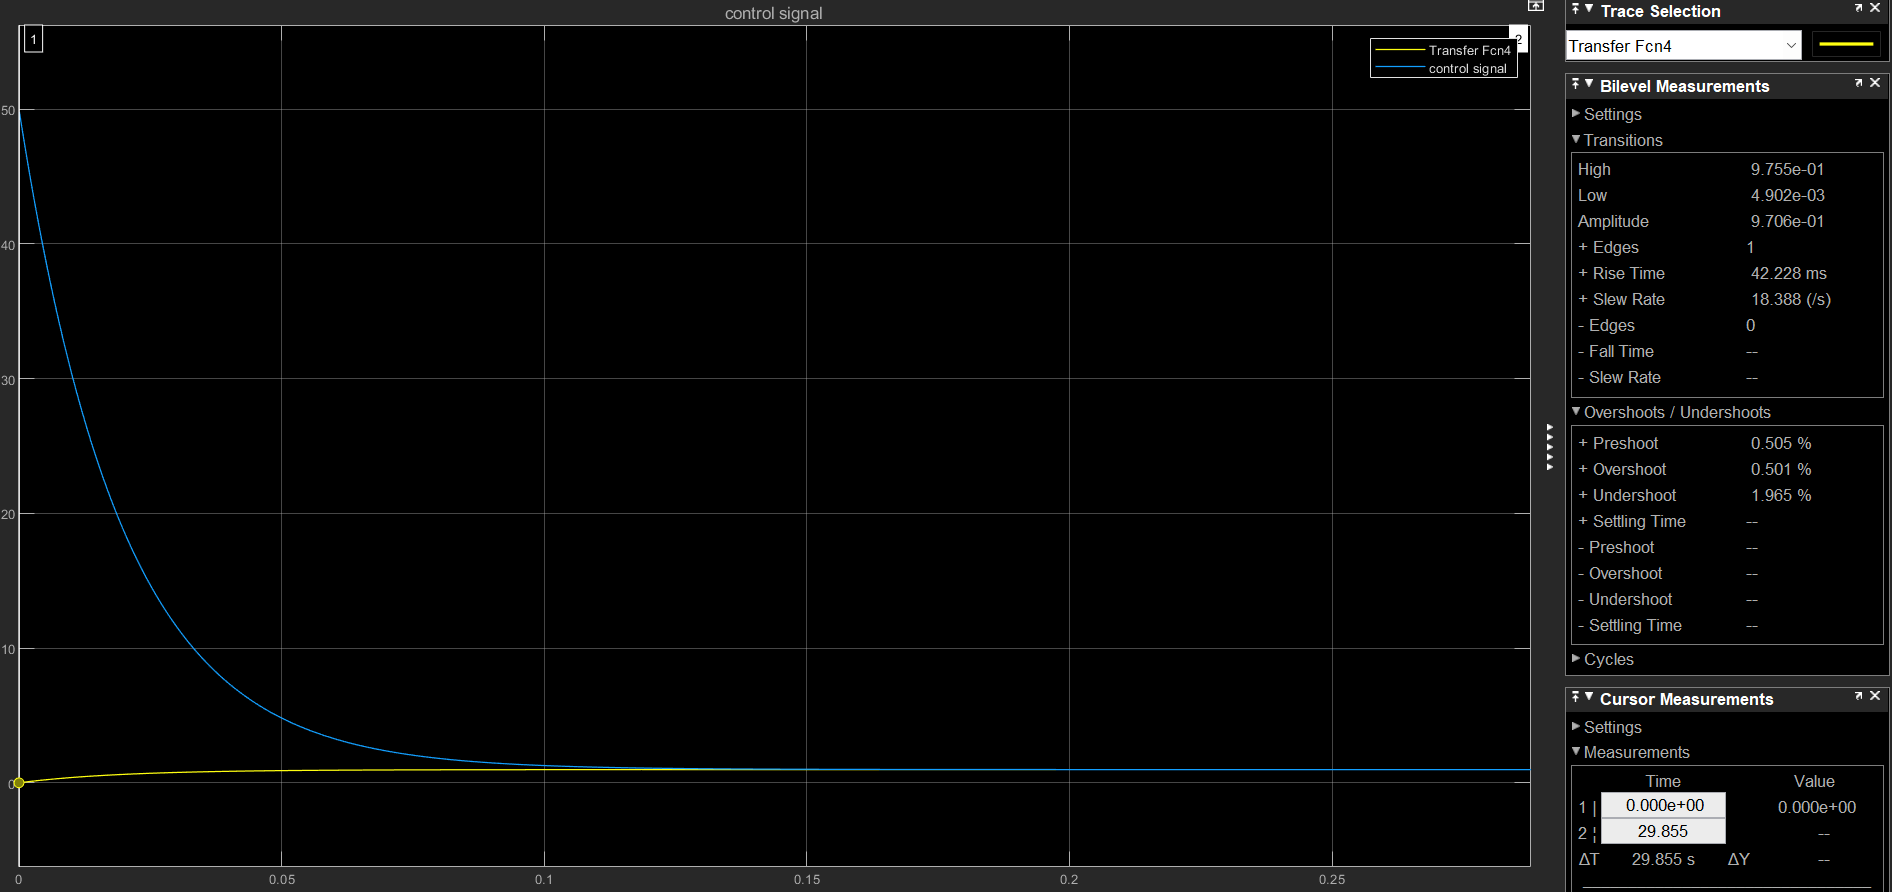 control signal
1
2
Transfer Fcn4
control signal
50
40
30
20
10
0
0
0.05
0.1
0.15
0.2
0.25
Trace Selection
Transfer Fcn4
Bilevel Measurements
Settings
Transitions
High 9.755e-01
Low 4.902e-03
Amplitude 9.706e-01
+ Edges 1
+ Rise Time 42.228 ms
+ Slew Rate 18.388 (/s)
- Edges 0
- Fall Time --
- Slew Rate --
Overshoots / Undershoots
+ Preshoot 0.505 %
+ Overshoot 0.501 %
+ Undershoot 1.965 %
+ Settling Time --
- Preshoot --
- Overshoot --
- Undershoot --
- Settling Time --
Cycles
Cursor Measurements
Settings
Measurements
Time Value
1 | 0.000e+00 0.000e+00
2 ¦ 29.855 --
ΔT 29.855 s ΔY --